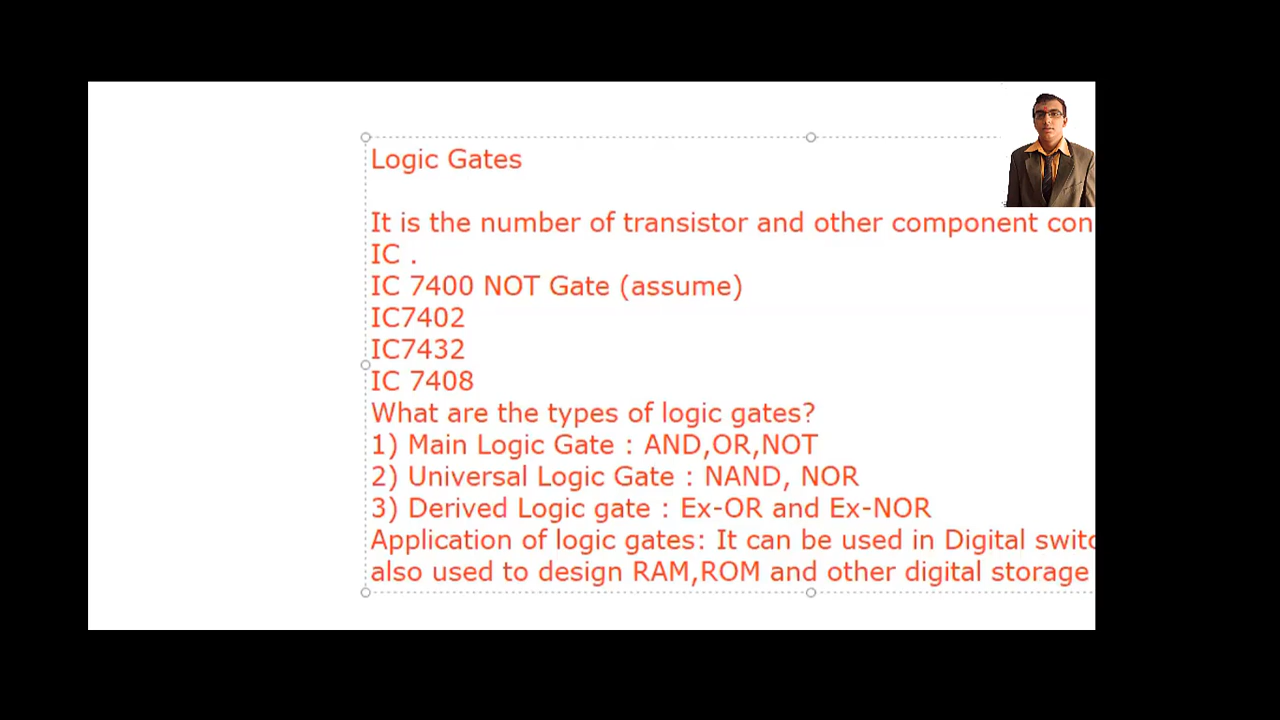 Logic Gates
It is the number of transistor and other component con
IC .
IC 7400 NOT Gate (assume)
IC7402
IC7432
IC 7408
What are the types of logic gates?
1) Main Logic Gate : AND,OR,NOT
2) Universal Logic Gate : NAND, NOR
3) Derived Logic gate : Ex-OR and Ex-NOR
Application of logic gates: It can be used in Digital switc
also used to design RAM,ROM and other digital storage